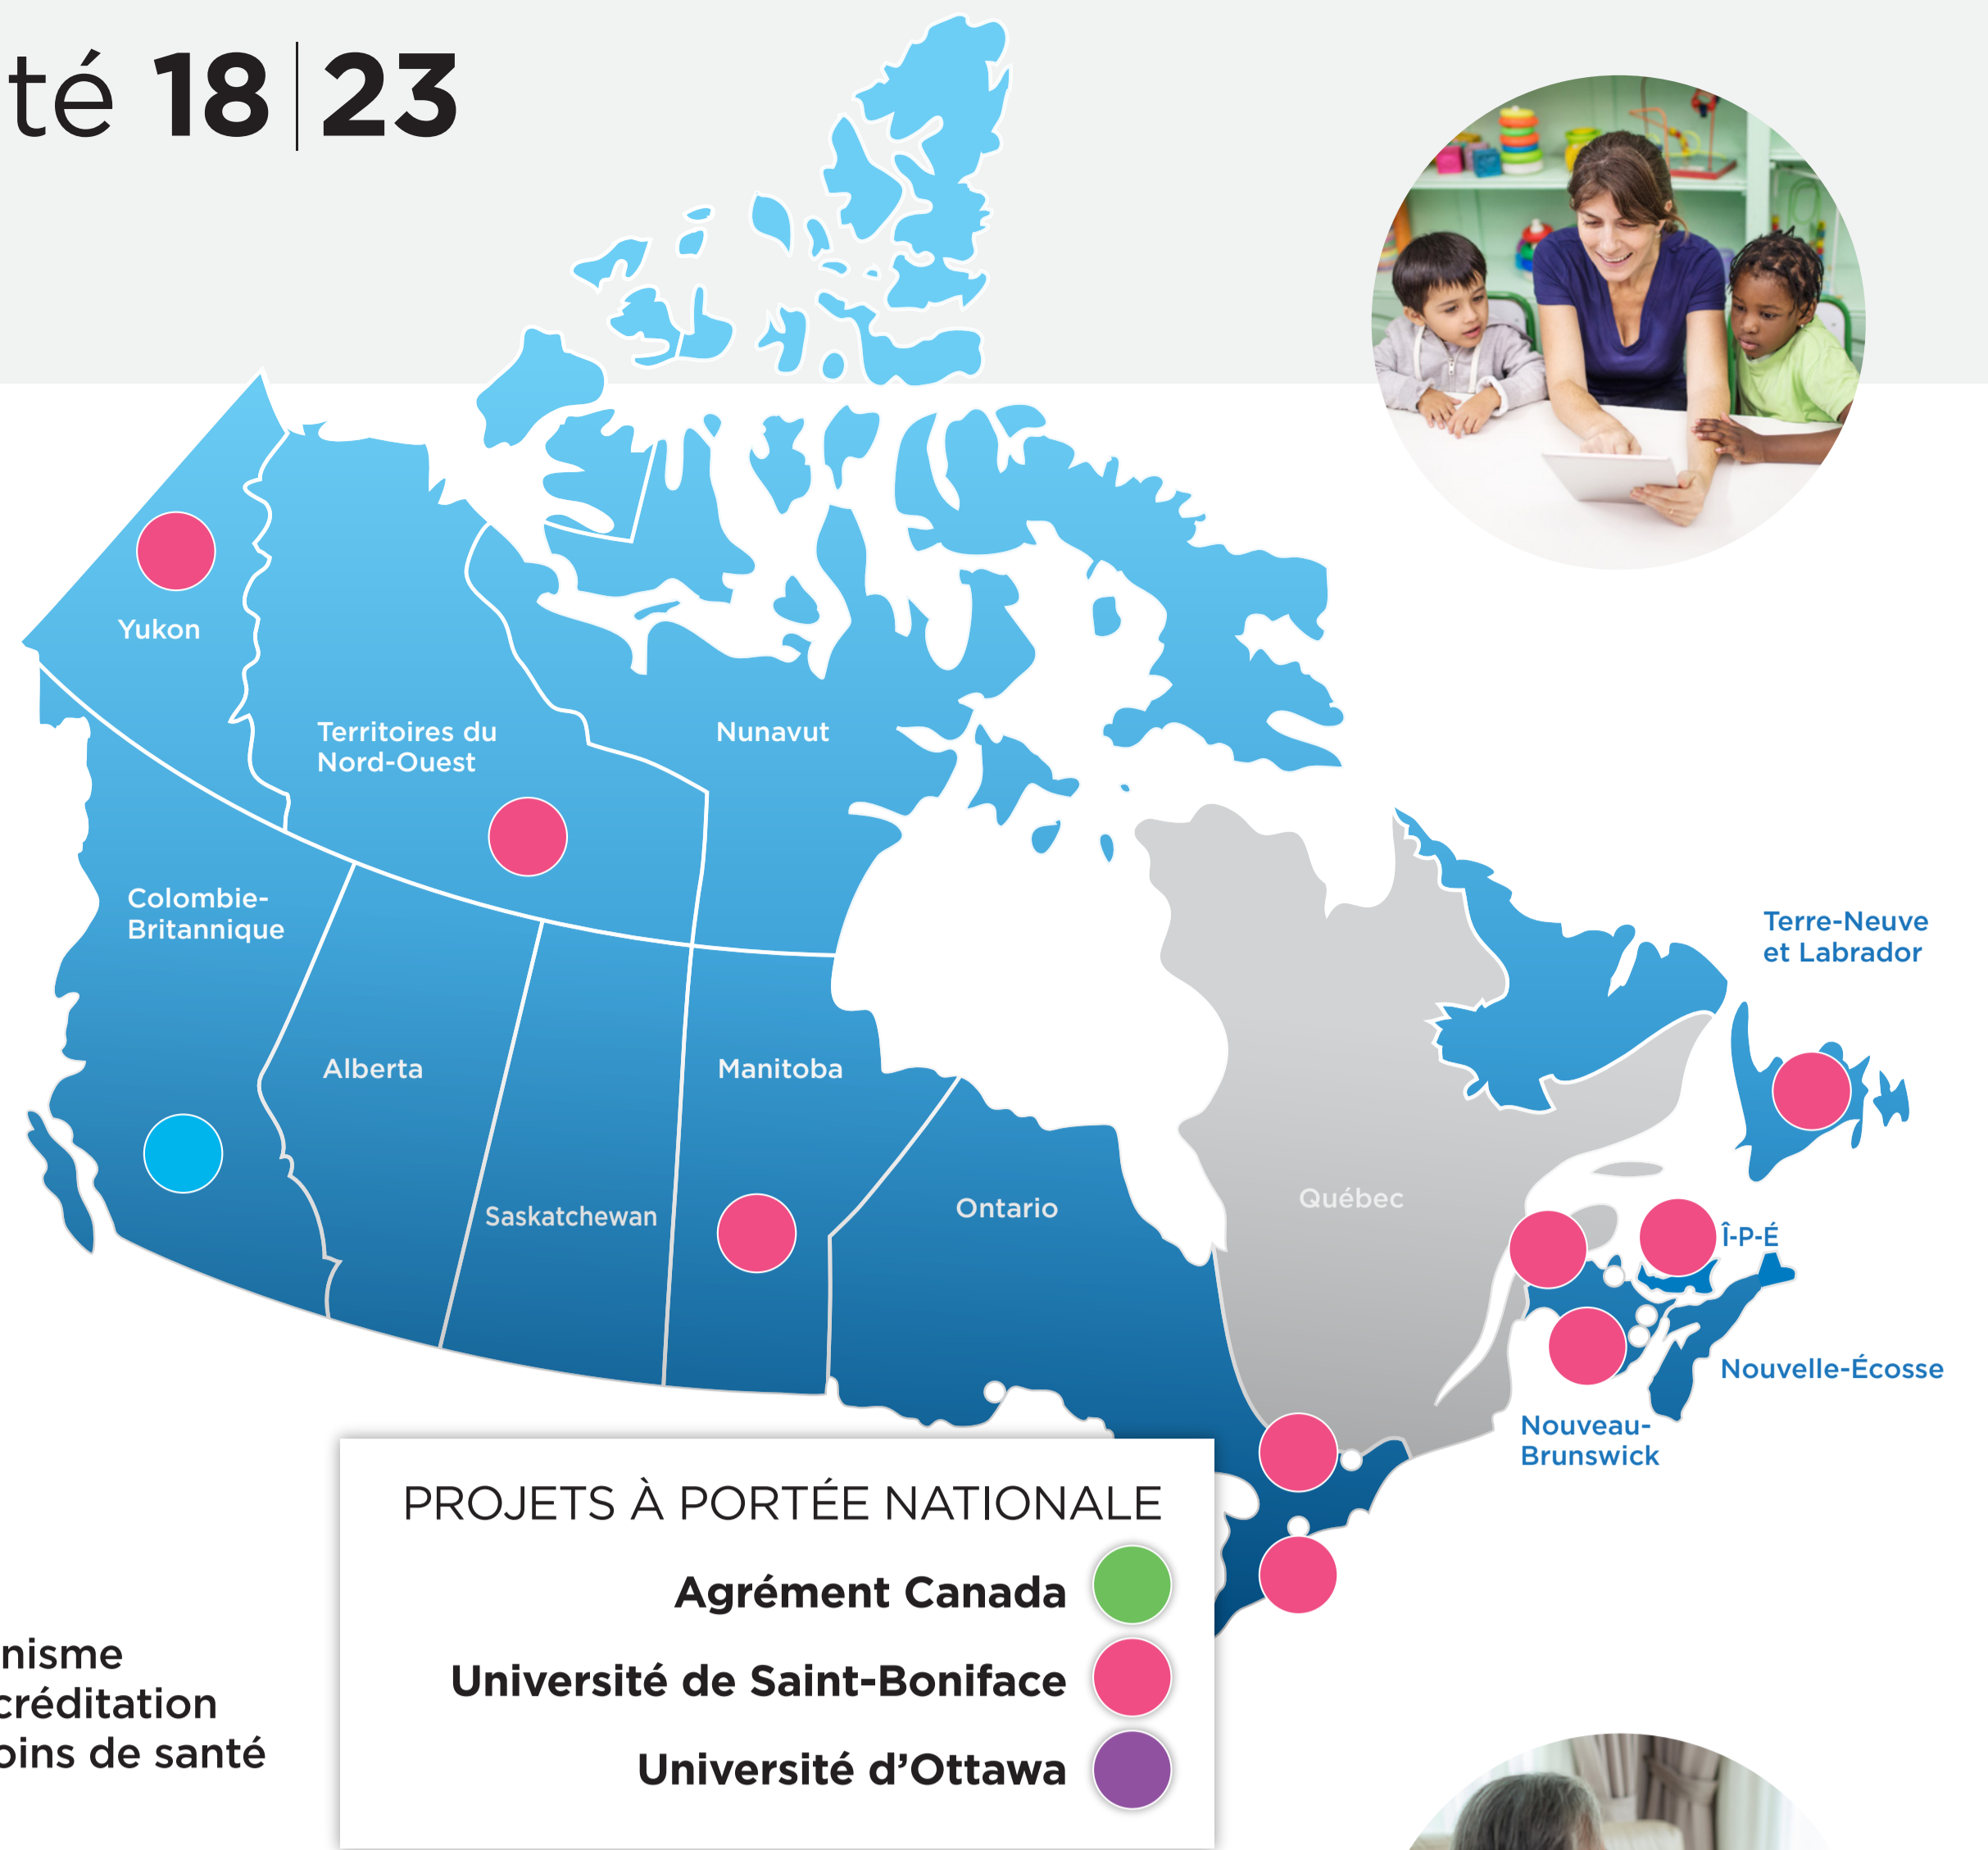 té 18|23
Yukon
Territoires du
Nord-Ouest
Nunavut
Colombie-
Britannique
Terre-Neuve
et Labrador
Alberta
Manitoba
Saskatchewan
Ontario
Québec
Î-P-É
Nouvelle-Écosse
Nouveau-
Brunswick
PROJETS À PORTÉE NATIONALE
Agrément Canada
Université de Saint-Boniface
Université d’Ottawa
nisme
créditation
oins de santé